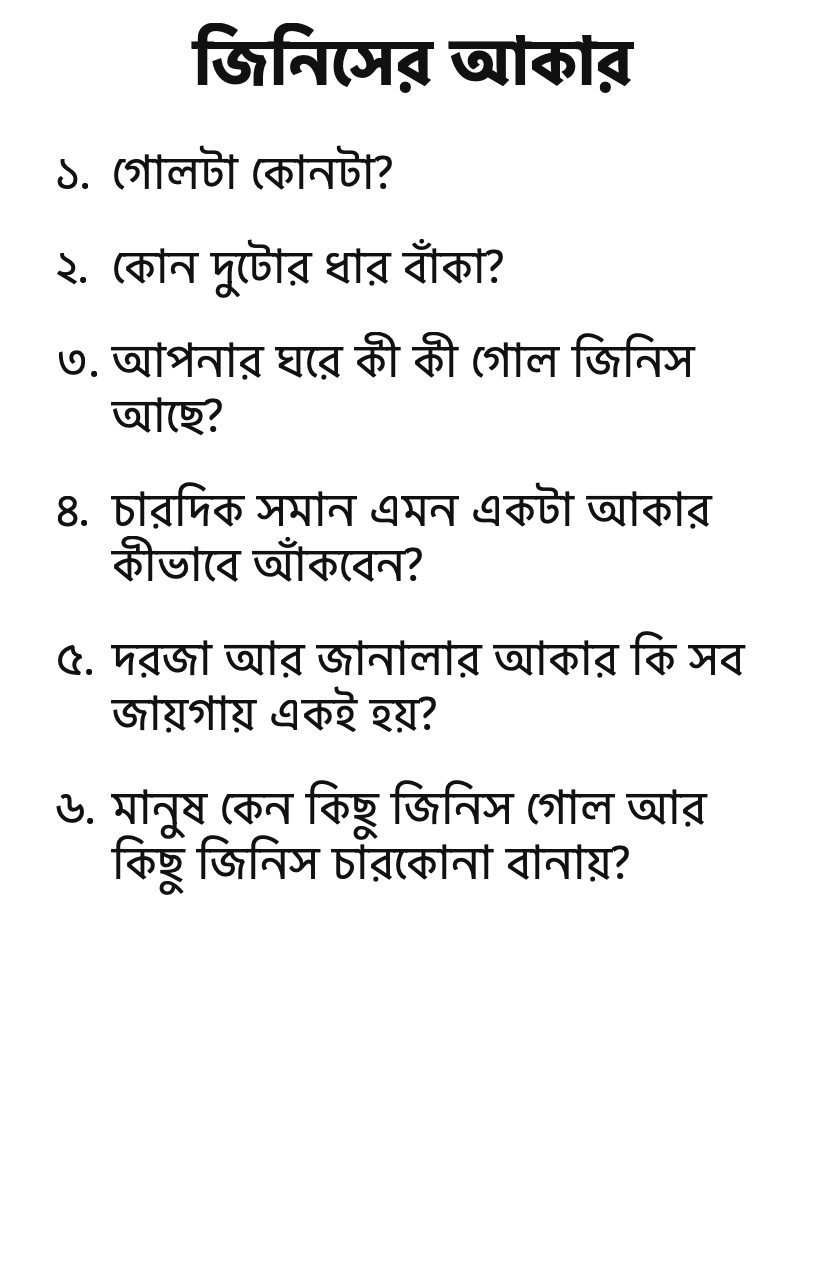 জিনিসের আকার
১. গোলটা কোনটা?
২. কোন দুটোর ধার বাঁকা?
৩. আপনার ঘরে কী কী গোল জিনিস
আছে?
৪. চারদিক সমান এমন একটা আকার
কীভাবে আঁকবেন?
৫. দরজা আর জানালার আকার কি সব
জায়গায় একই হয়?
৬. মানুষ কেন কিছু জিনিস গোল আর
কিছু জিনিস চারকোনা বানায়?